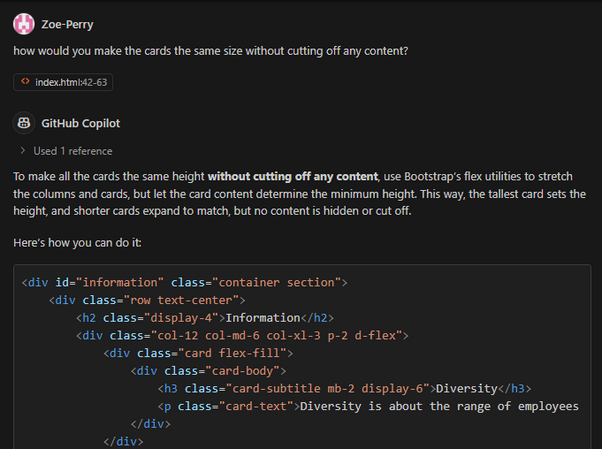 Zoe-Perry
how would you make the cards the same size without cutting off any content?
<> index.html:42-63
GitHub Copilot
> Used 1 reference
To make all the cards the same height without cutting off any content, use Bootstrap's flex utilities to stretch
the columns and cards, but let the card content determine the minimum height. This way, the tallest card sets the
height, and shorter cards expand to match, but no content is hidden or cut off.
Here's how you can do it:
<div id="information" class="container section">
    <div class="row text-center">
        <h2 class="display-4">Information</h2>
        <div class="col-12 col-md-6 col-xl-3 p-2 d-flex">
            <div class="card flex-fill">
                <div class="card-body">
                    <h3 class="card-subtitle mb-2 display-6">Diversity</h3>
                    <p class="card-text">Diversity is about the range of employees
                </div>
            </div>